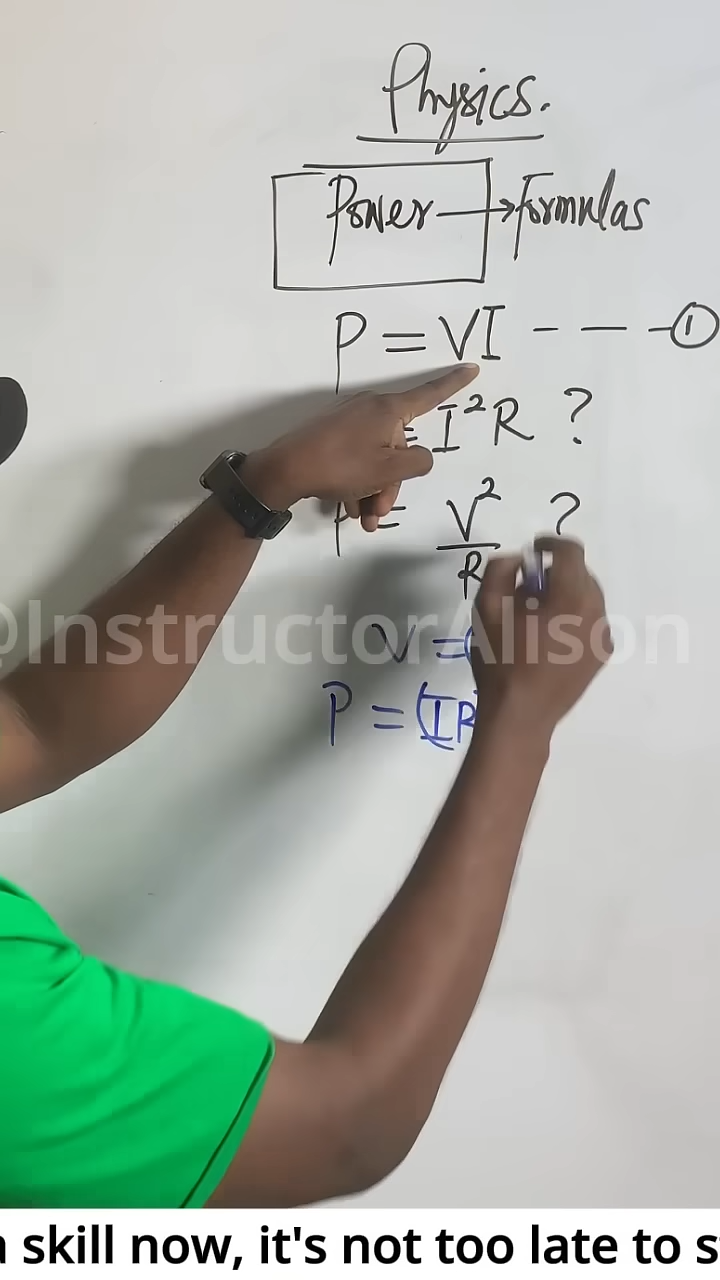 Physics.
Power → Formulas
P = VI - - - ①
= I²R ?
P = V²/R ?
@InstructorAlison
V = (
P = (IR
skill now, it's not too late to